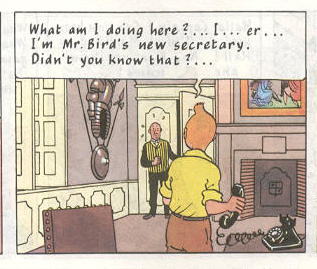 What am I doing here?... I... er...
I'm Mr. Bird's new secretary.
Didn't you know that?...